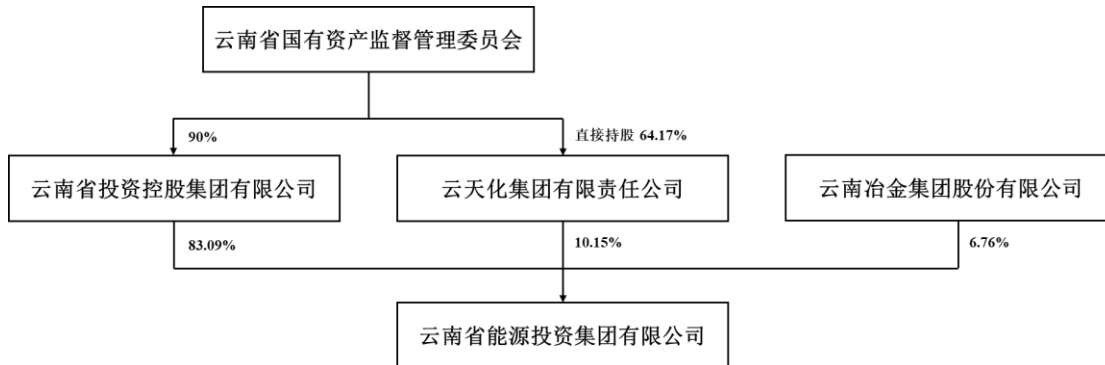 云南省国有资产监督管理委员会
90%
直接持股 64.17%
云南省投资控股集团有限公司
云天化集团有限责任公司
云南冶金集团股份有限公司
83.09%
10.15%
6.76%
云南省能源投资集团有限公司